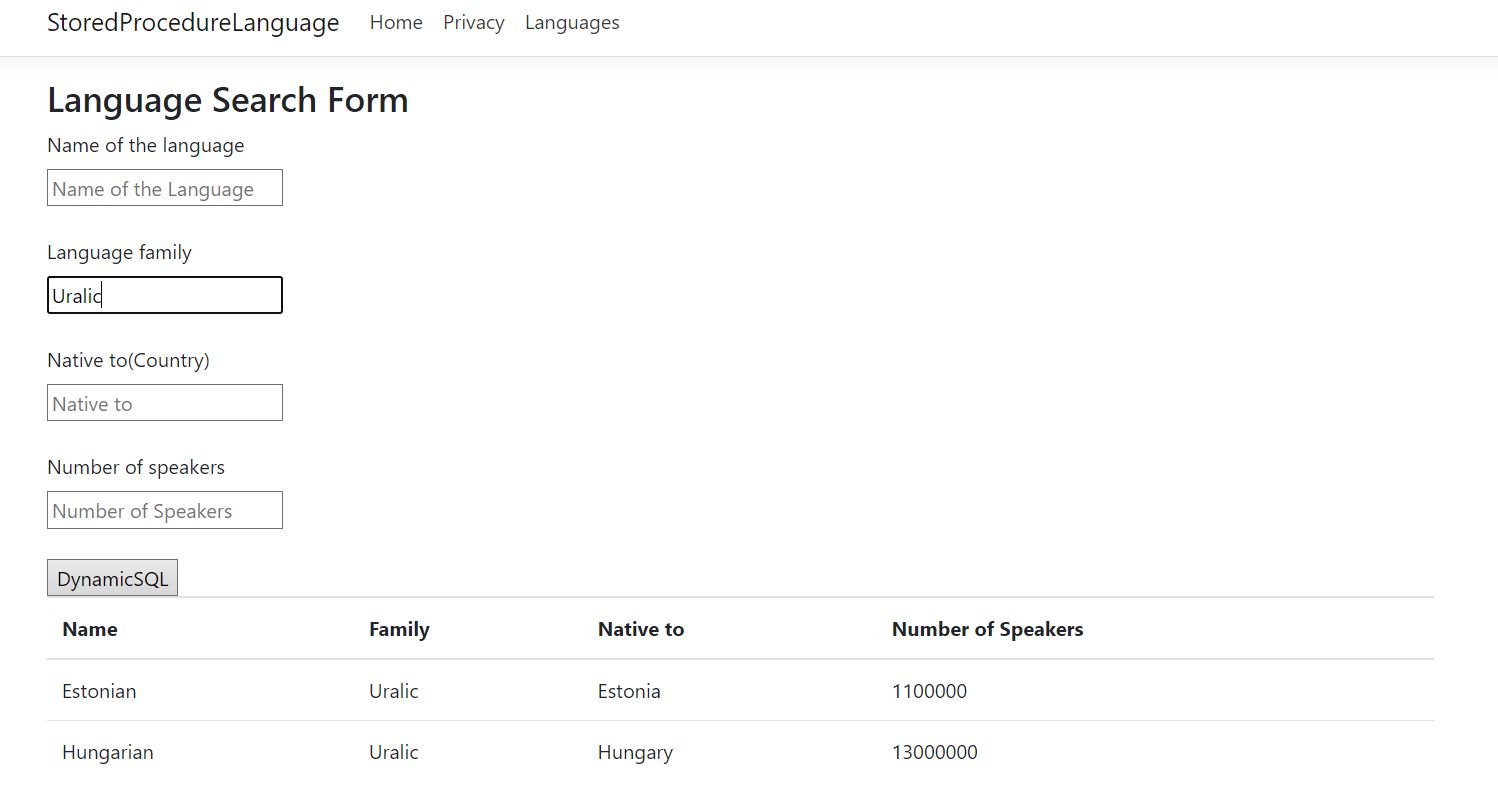 StoredProcedureLanguage Home Privacy Languages
Language Search Form
Name of the language
Name of the Language
Language family
Uralic
Native to(Country)
Native to
Number of speakers
Number of Speakers
DynamicSQL
Name Family Native to Number of Speakers
Estonian Uralic Estonia 1100000
Hungarian Uralic Hungary 13000000